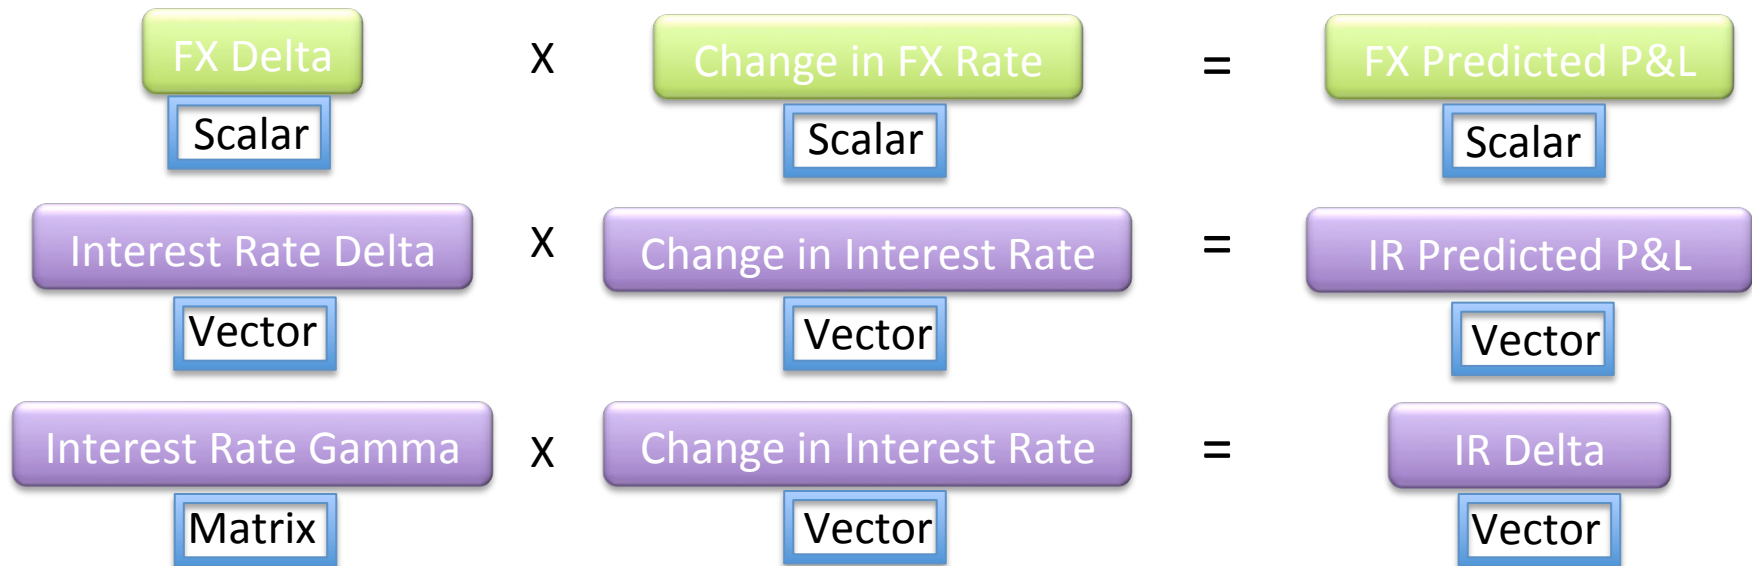 FX Delta X Change in FX Rate = FX Predicted P&L
Scalar Scalar Scalar
Interest Rate Delta X Change in Interest Rate = IR Predicted P&L
Vector Vector Vector
Interest Rate Gamma X Change in Interest Rate = IR Delta
Matrix Vector Vector